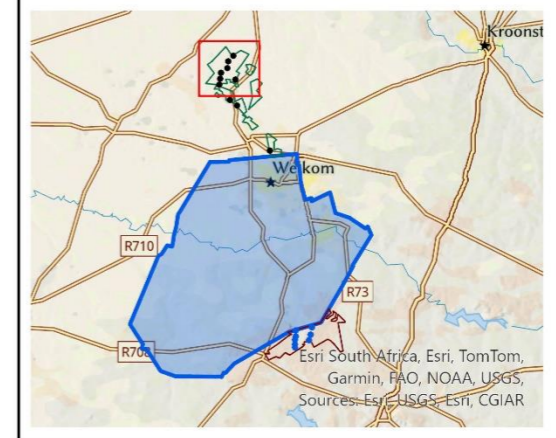 Kroonst
Welkom
R710
R73
R708
Esri South Africa, Esri, TomTom,
Garmin, FAO, NOAA, USGS,
Sources: Esri, USGS, Esri, CGIAR